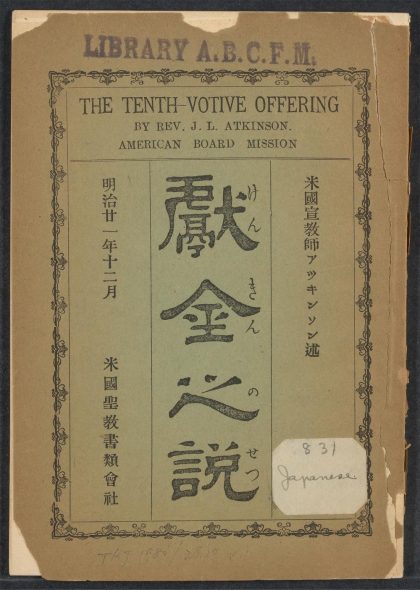 LIBRARY A.B.C.F.M.
THE TENTH-VOTIVE OFFERING
BY REV. J. L. ATKINSON.
AMERICAN BOARD MISSION
米國宣教師アツキンソン述
獻金之説
けんきんのせつ
明治廿一年十二月
米國聖教書類會社
831
Japanese